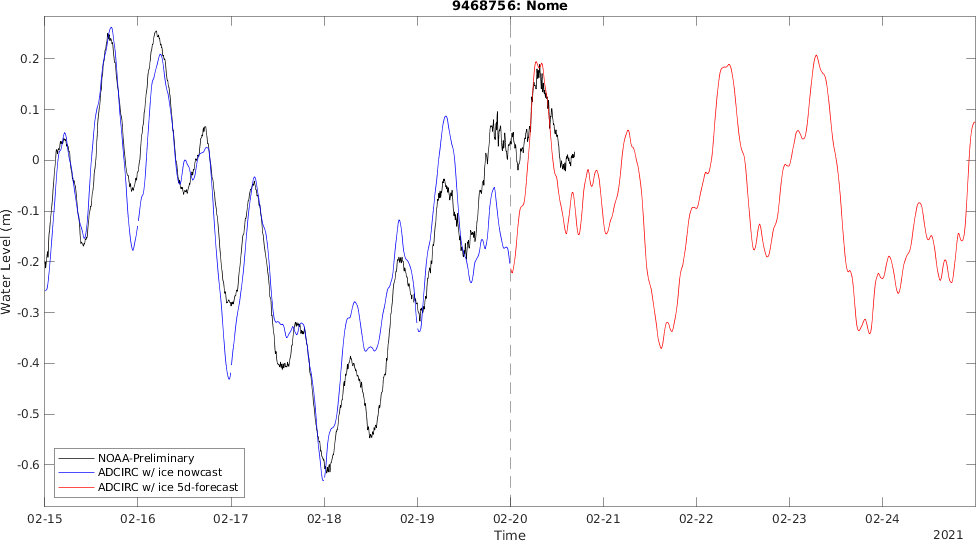 9468756: Nome
Water Level (m)
0.2
0.1
0
-0.1
-0.2
-0.3
-0.4
-0.5
-0.6
NOAA-Preliminary
ADCIRC w/ ice nowcast
ADCIRC w/ ice 5d-forecast
02-15 02-16 02-17 02-18 02-19 02-20 02-21 02-22 02-23 02-24
Time
2021